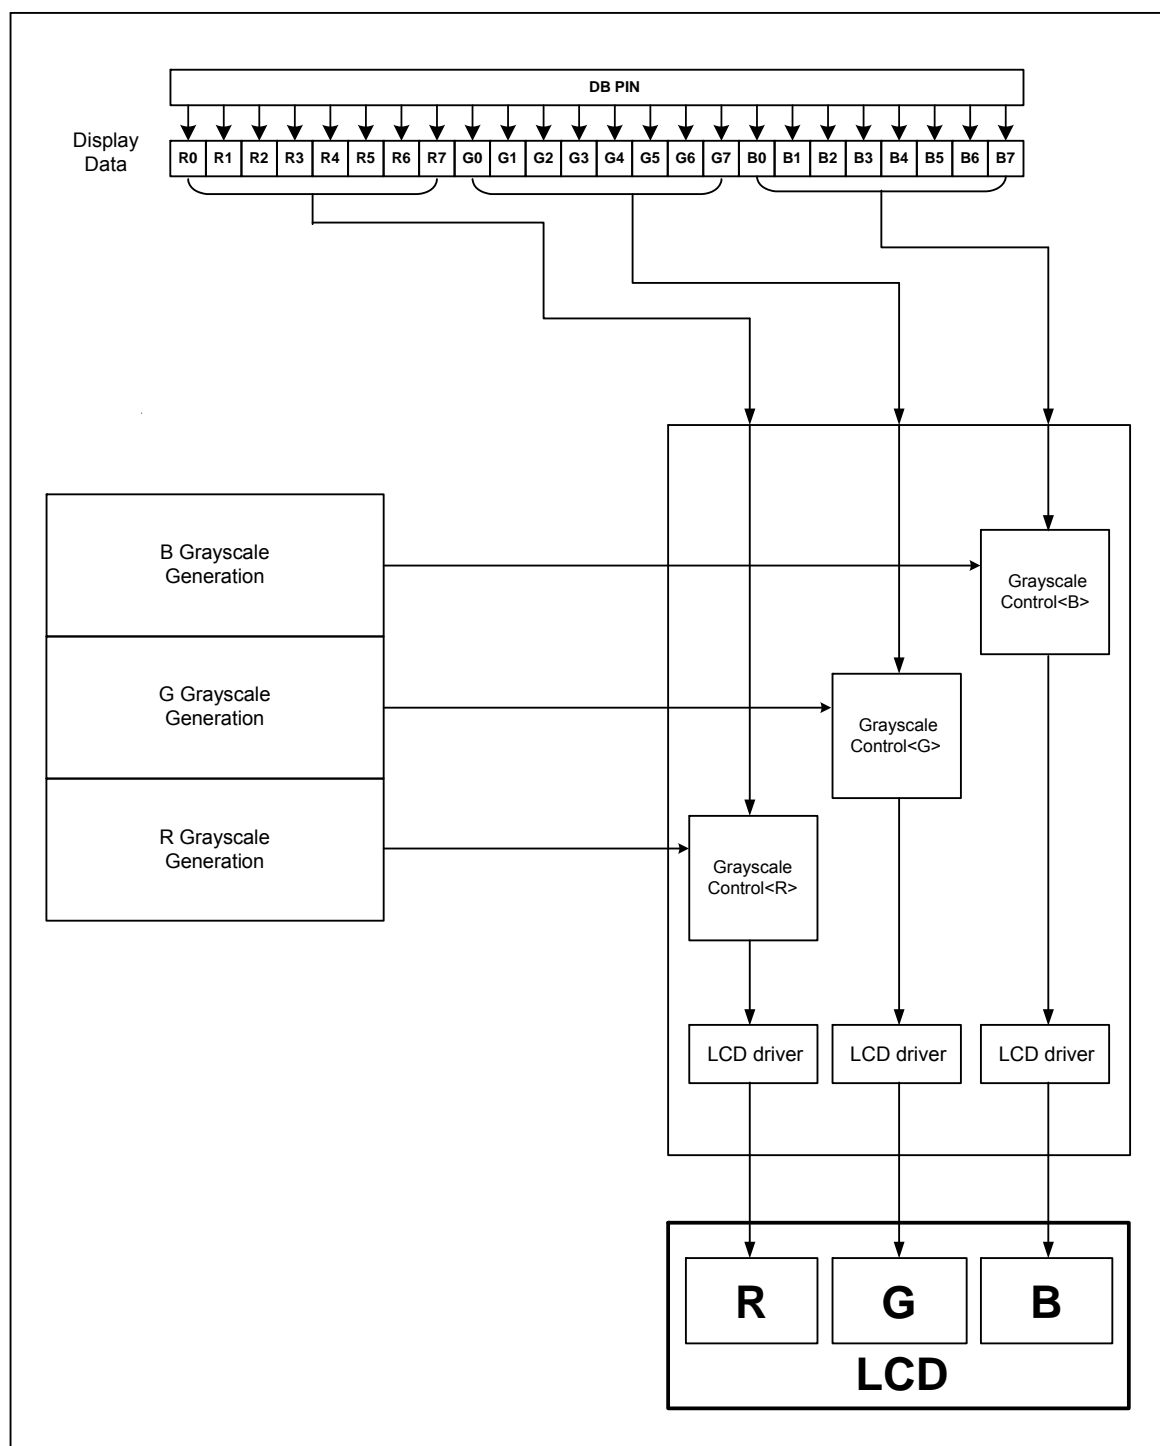 DB PIN
Display
Data
R0 R1 R2 R3 R4 R5 R6 R7 G0 G1 G2 G3 G4 G5 G6 G7 B0 B1 B2 B3 B4 B5 B6 B7
B Grayscale
Generation
Grayscale
Control<B>
G Grayscale
Generation
Grayscale
Control<G>
R Grayscale
Generation
Grayscale
Control<R>
LCD driver LCD driver LCD driver
R G B
LCD